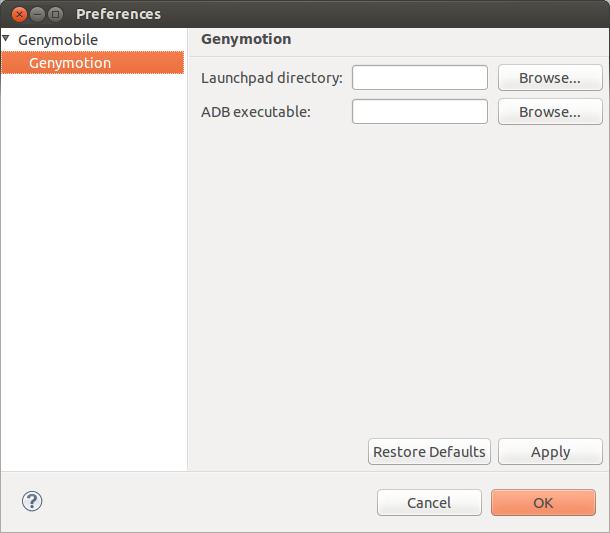 Preferences
Genymobile
Genymotion
Genymotion
Launchpad directory: Browse...
ADB executable: Browse...
Restore Defaults Apply
? Cancel OK